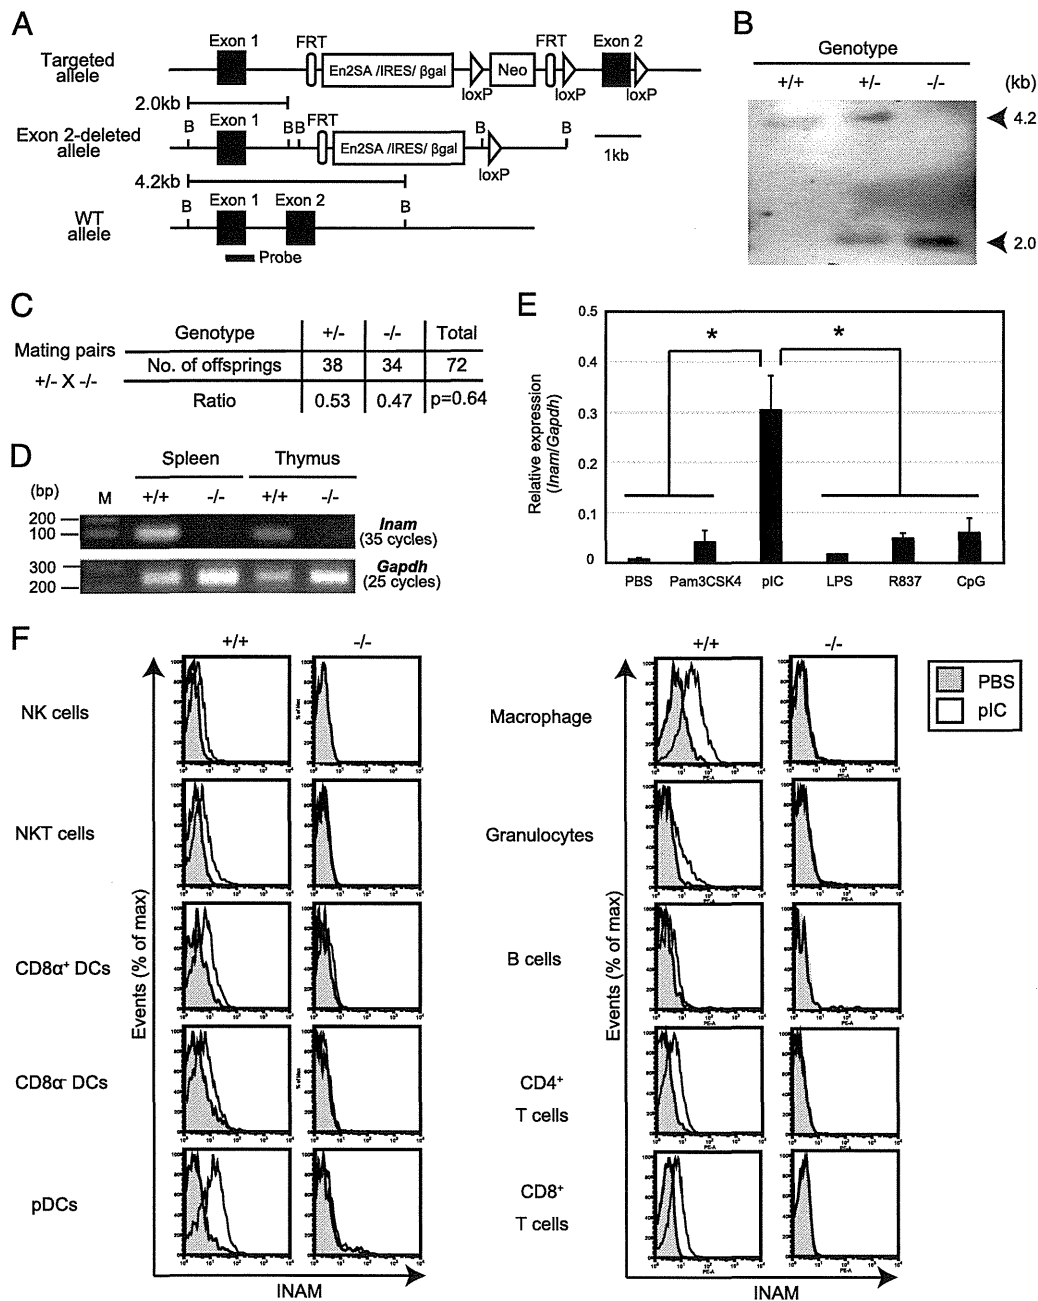 A
Targeted allele
Exon 1
FRT
En2SA /IRES/ βgal
loxP
Neo
FRT
loxP
Exon 2
loxP
2.0kb
Exon 2-deleted allele
B
Exon 1
B B
FRT
En2SA /IRES/ βgal
B
loxP
B
1kb
4.2kb
WT allele
B
Exon 1
Exon 2
B
Probe
B
Genotype
+/+ +/- -/- (kb)
4.2
2.0
C
Mating pairs
+/- X -/-
Genotype +/- -/- Total
No. of offsprings 38 34 72
Ratio 0.53 0.47 p=0.64
D
Spleen Thymus
(bp) M +/+ -/- +/+ -/-
200
100
Inam
(35 cycles)
300
200
Gapdh
(25 cycles)
E
Relative expression
(Inam/Gapdh)
0.5
0.4
0.3
0.2
0.1
0
* *
PBS Pam3CSK4 pIC LPS R837 CpG
F
+/+ -/-
NK cells
NKT cells
CD8α+ DCs
CD8α- DCs
pDCs
Events (% of max)
INAM
+/+ -/-
Macrophage
Granulocytes
B cells
CD4+
T cells
CD8+
T cells
Events (% of max)
INAM
PBS
pIC